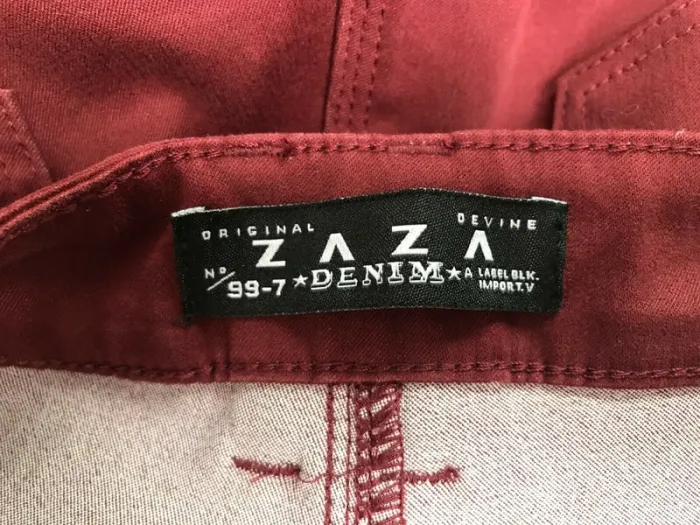 ORIGINAL DEVINE
ZAZA
No/99-7 ★DENIM★ A LABEL BLK.
IMPORT.V